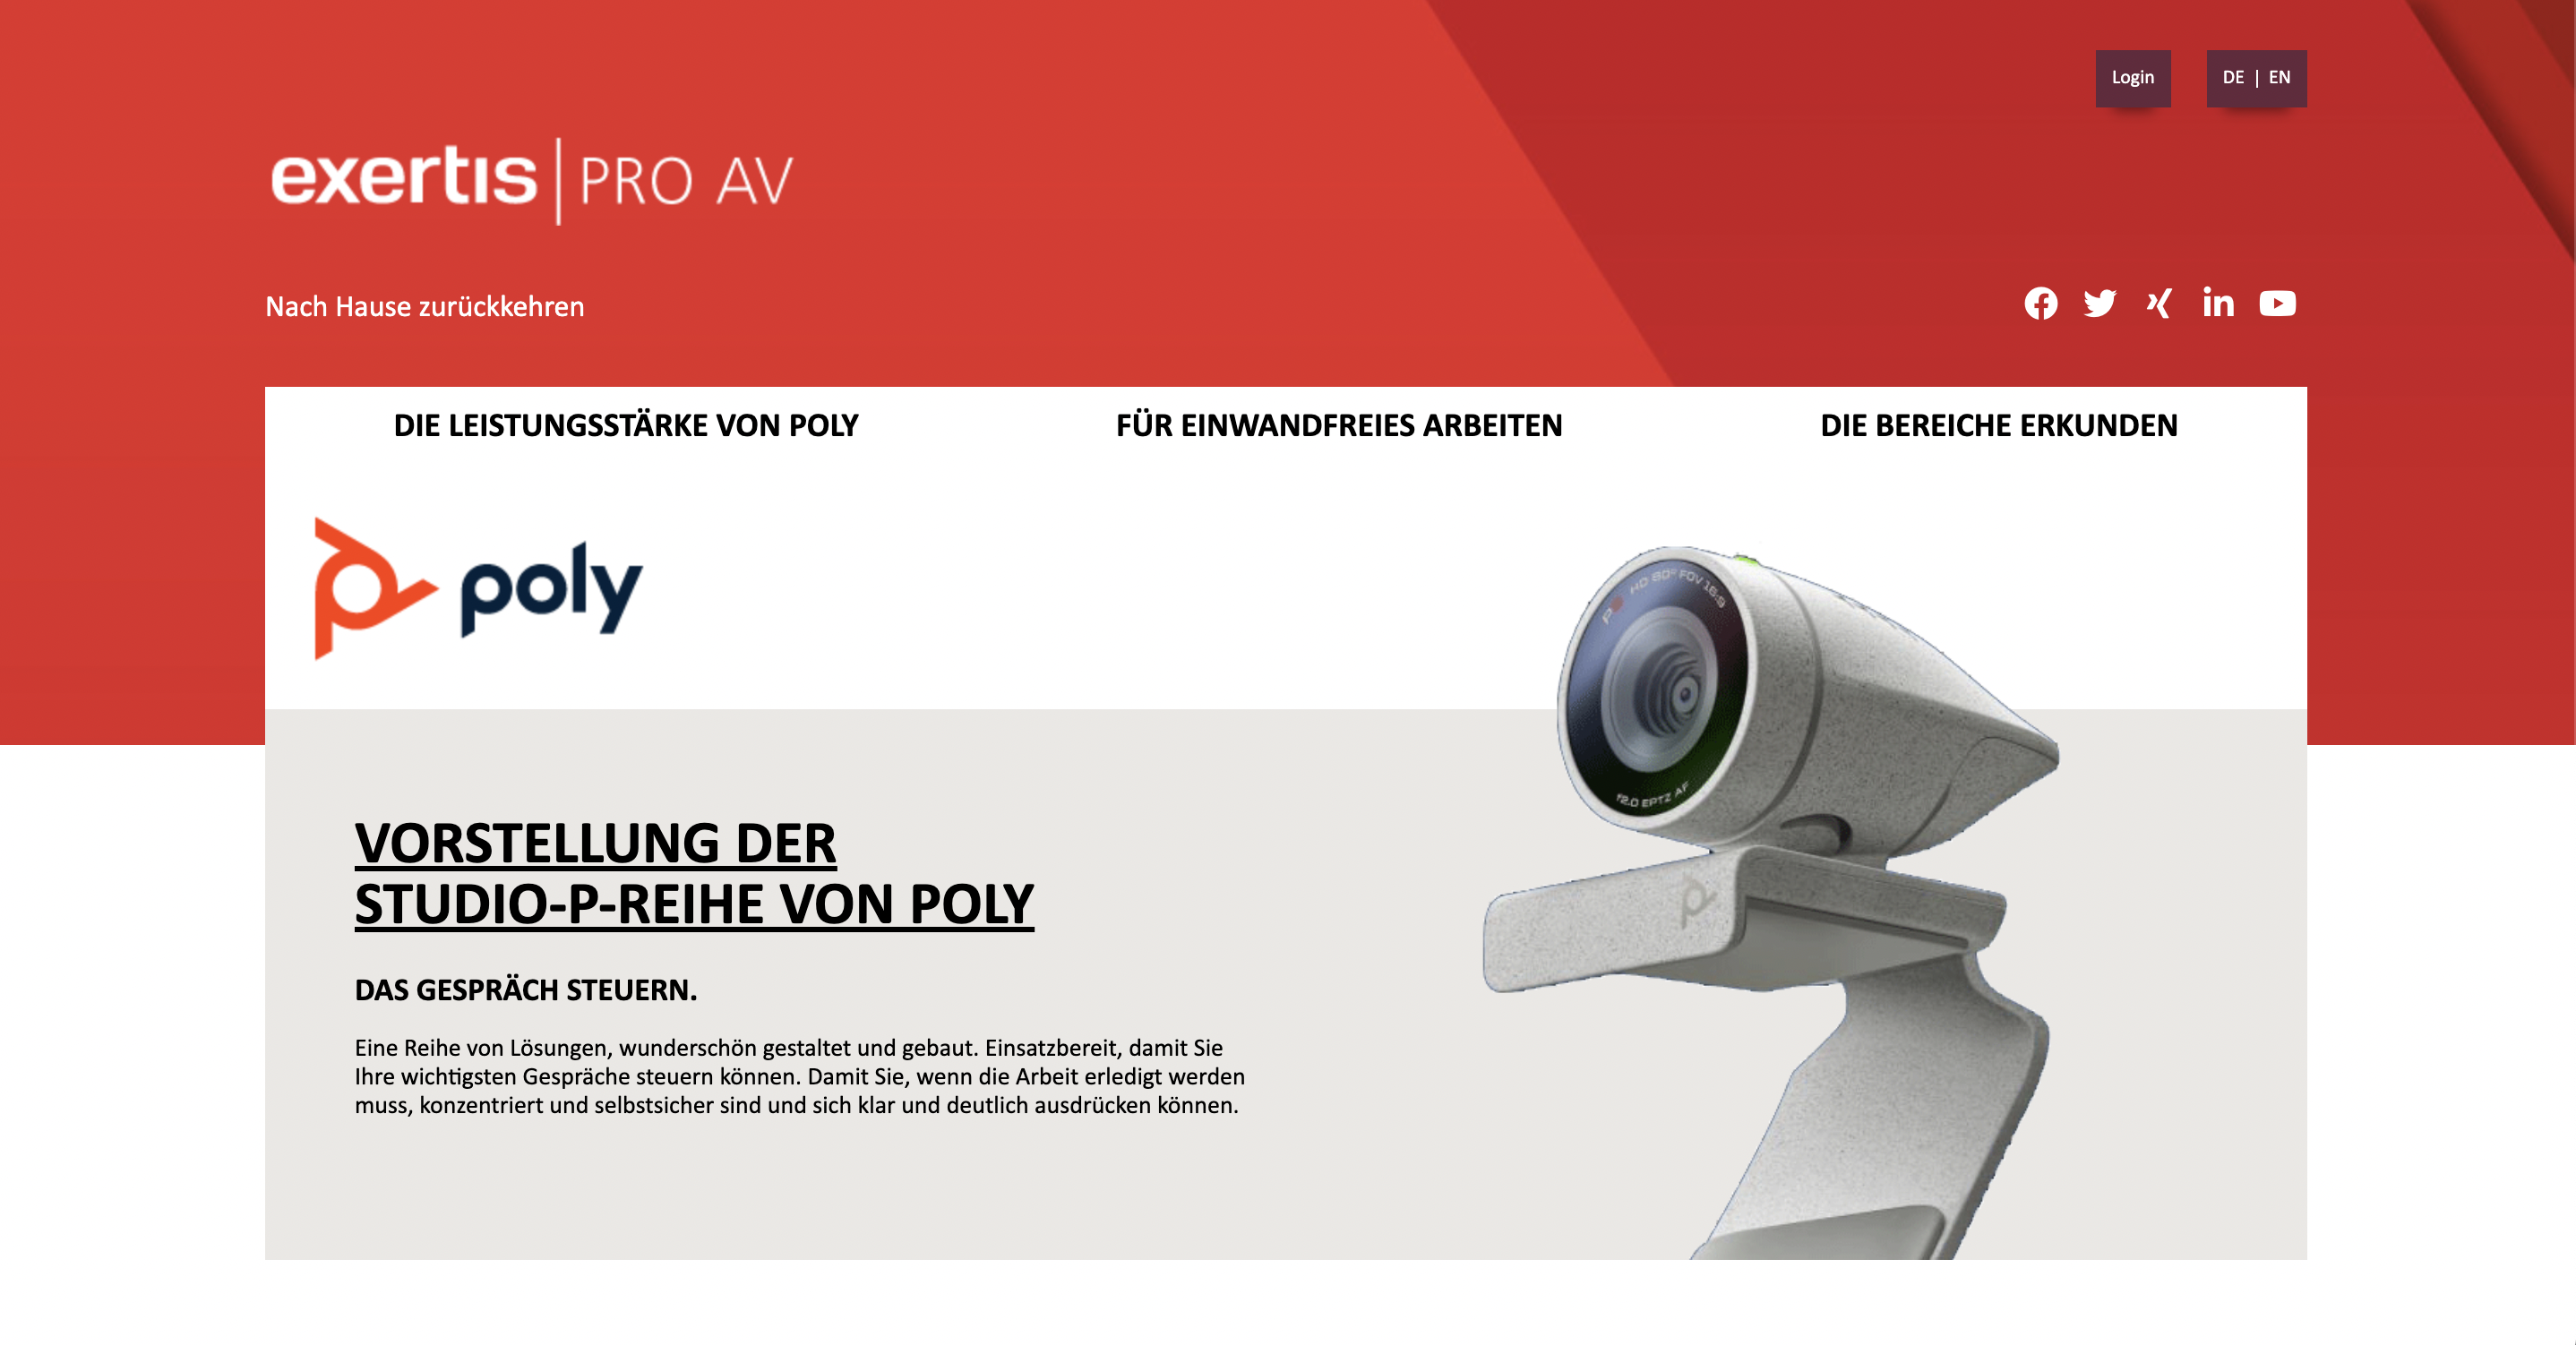 Login
DE | EN
exertis | PRO AV
Nach Hause zurückkehren
DIE LEISTUNGSSTÄRKE VON POLY
FÜR EINWANDFREIES ARBEITEN
DIE BEREICHE ERKUNDEN
poly
HD 90° FOV 16:9
f2.0 EPTZ AF
VORSTELLUNG DER
STUDIO-P-REIHE VON POLY
DAS GESPRÄCH STEUERN.
Eine Reihe von Lösungen, wunderschön gestaltet und gebaut. Einsatzbereit, damit Sie
Ihre wichtigsten Gespräche steuern können. Damit Sie, wenn die Arbeit erledigt werden
muss, konzentriert und selbstsicher sind und sich klar und deutlich ausdrücken können.